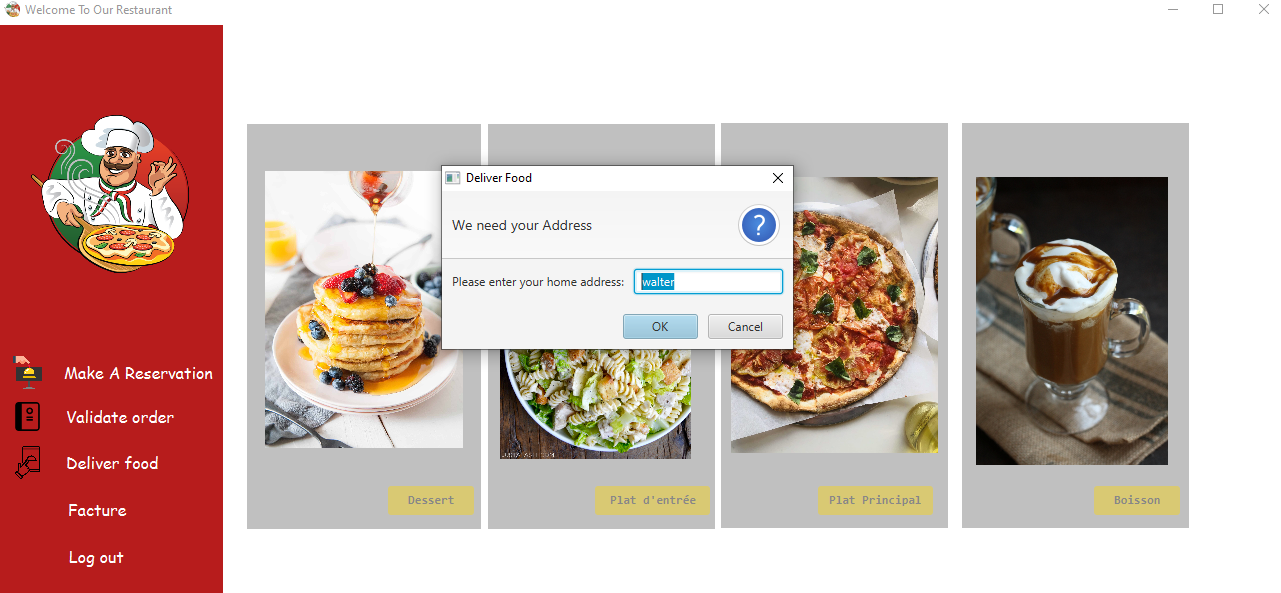 Welcome To Our Restaurant
Make A Reservation
Validate order
Deliver food
Facture
Log out
Deliver Food
We need your Address
?
Please enter your home address:
walter
OK
Cancel
Dessert
Plat d'entrée
Plat Principal
Boisson